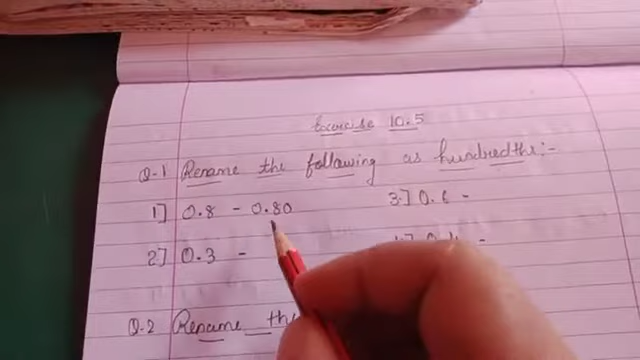 Exercise 10.5
Q.1 Rename the following as hundredths:-
1] 0.8 - 0.80 3.] 0.6 -
2] 0.3 -
Q.2 Rename the